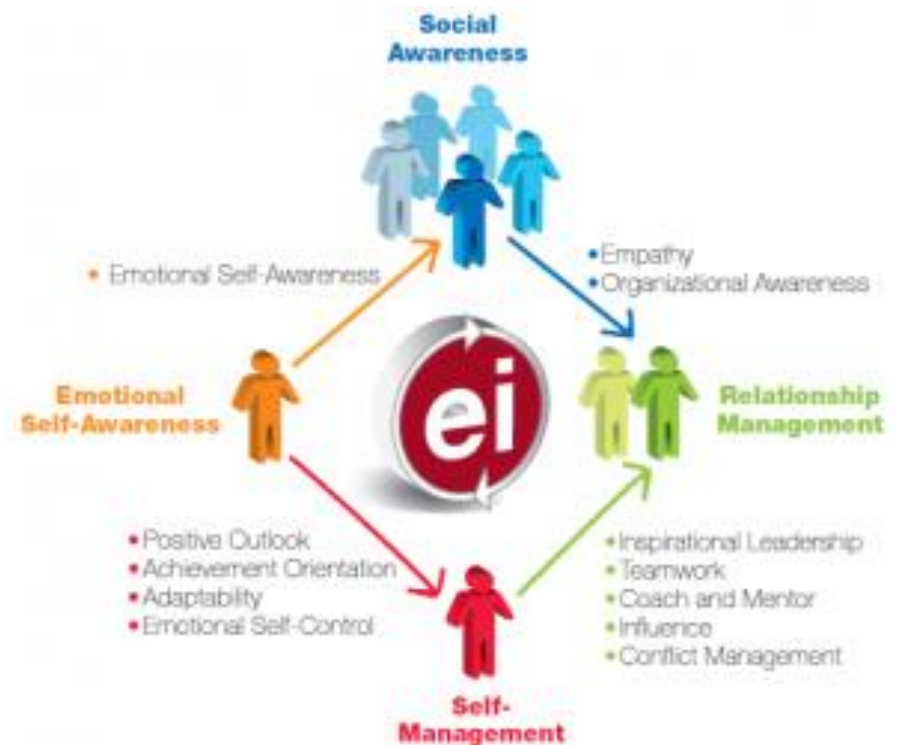 Social
Awareness
• Emotional Self-Awareness
• Empathy
• Organizational Awareness
Emotional
Self-Awareness
ei
Relationship
Management
• Positive Outlook
• Achievement Orientation
• Adaptability
• Emotional Self-Control
• Inspirational Leadership
• Teamwork
• Coach and Mentor
• Influence
• Conflict Management
Self-
Management